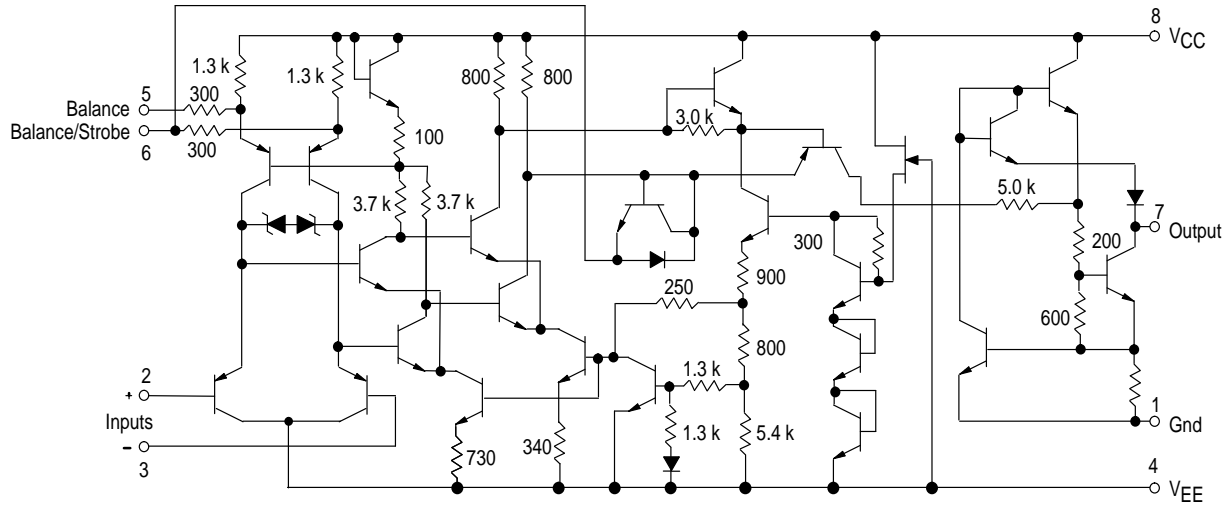 8
VCC
1.3 k
1.3 k
800
800
5
300
Balance
Balance/Strobe
6
300
100
3.0 k
3.7 k
3.7 k
5.0 k
7
Output
300
200
900
250
600
800
2
+
1.3 k
Inputs
1
Gnd
–
3
730
340
1.3 k
5.4 k
4
VEE